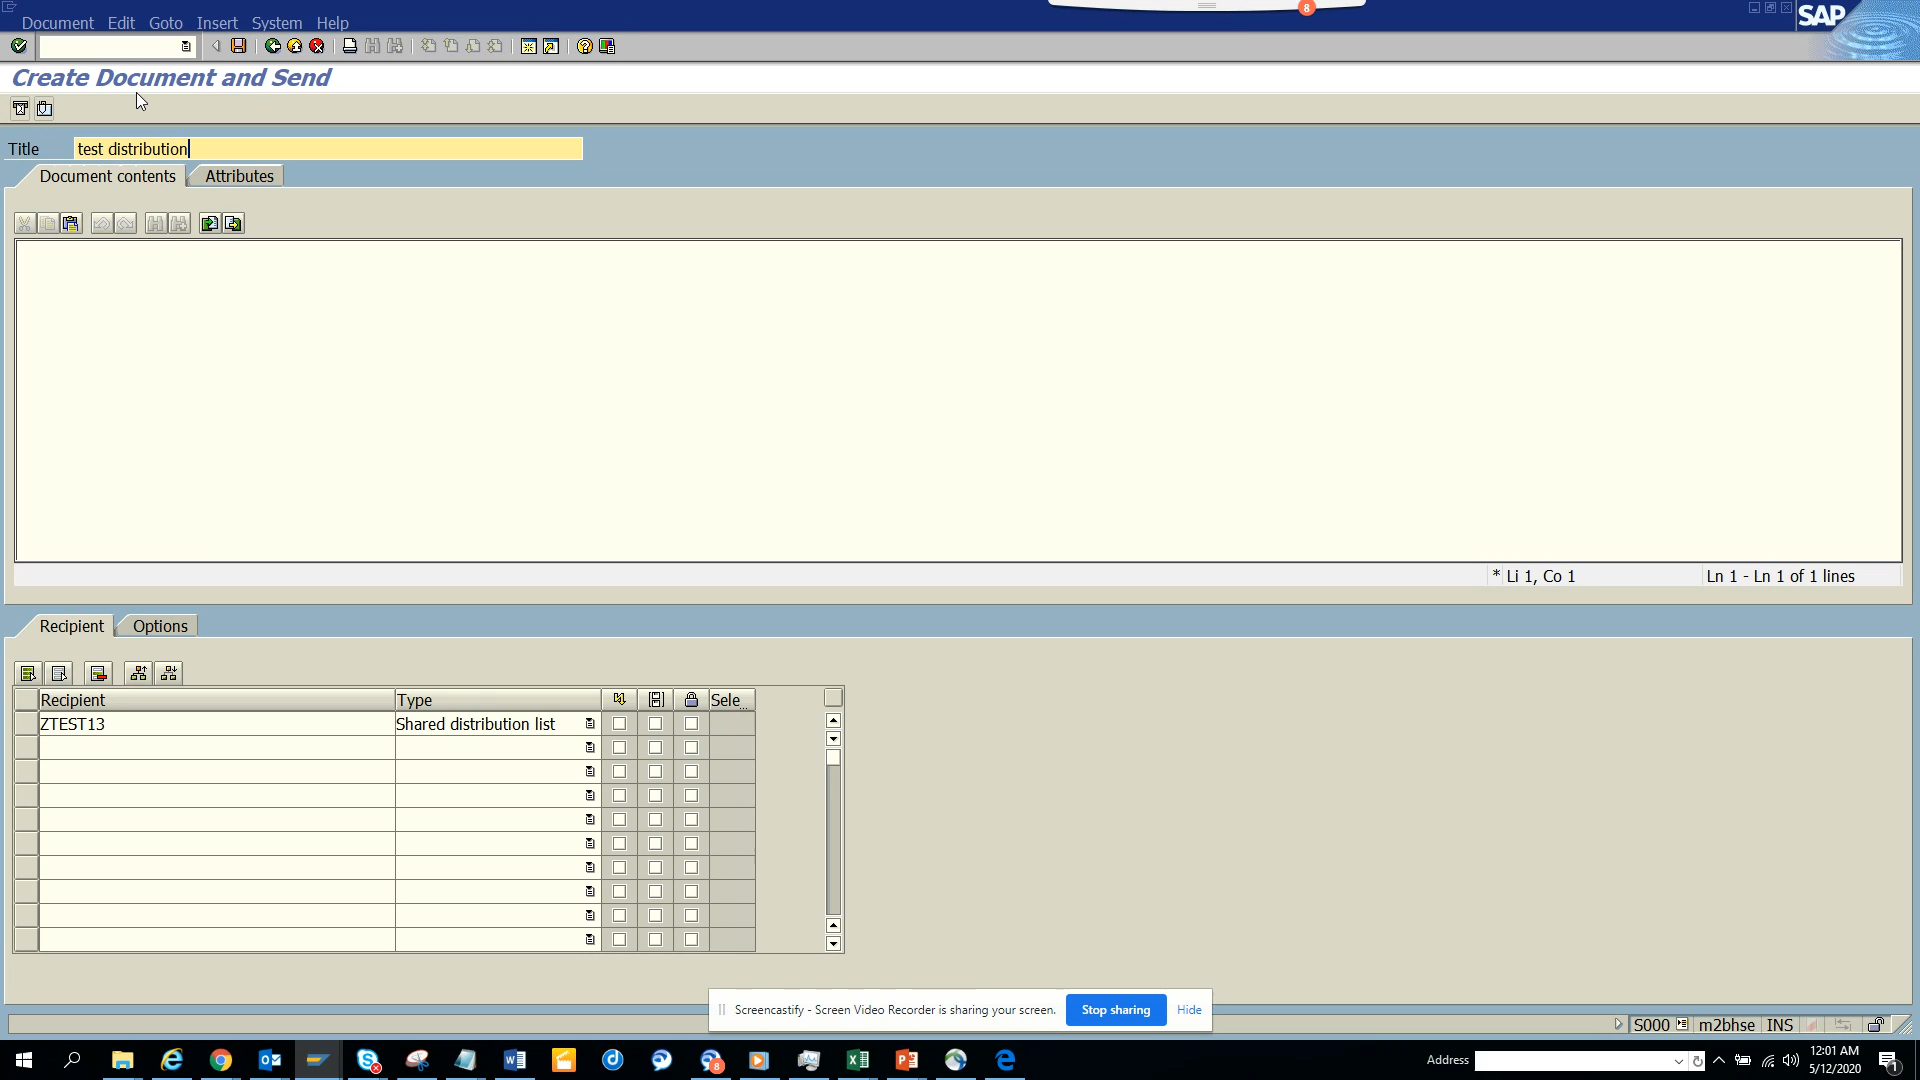 Document Edit Goto Insert System Help
8
SAP
Create Document and Send
Title test distribution
Document contents Attributes
* Li 1, Co 1 Ln 1 - Ln 1 of 1 lines
Recipient Options
Recipient Type Sele...
ZTEST13 Shared distribution list
Screencastify - Screen Video Recorder is sharing your screen. Stop sharing Hide
S000 m2bhse INS
Address
8
12:01 AM
5/12/2020
1